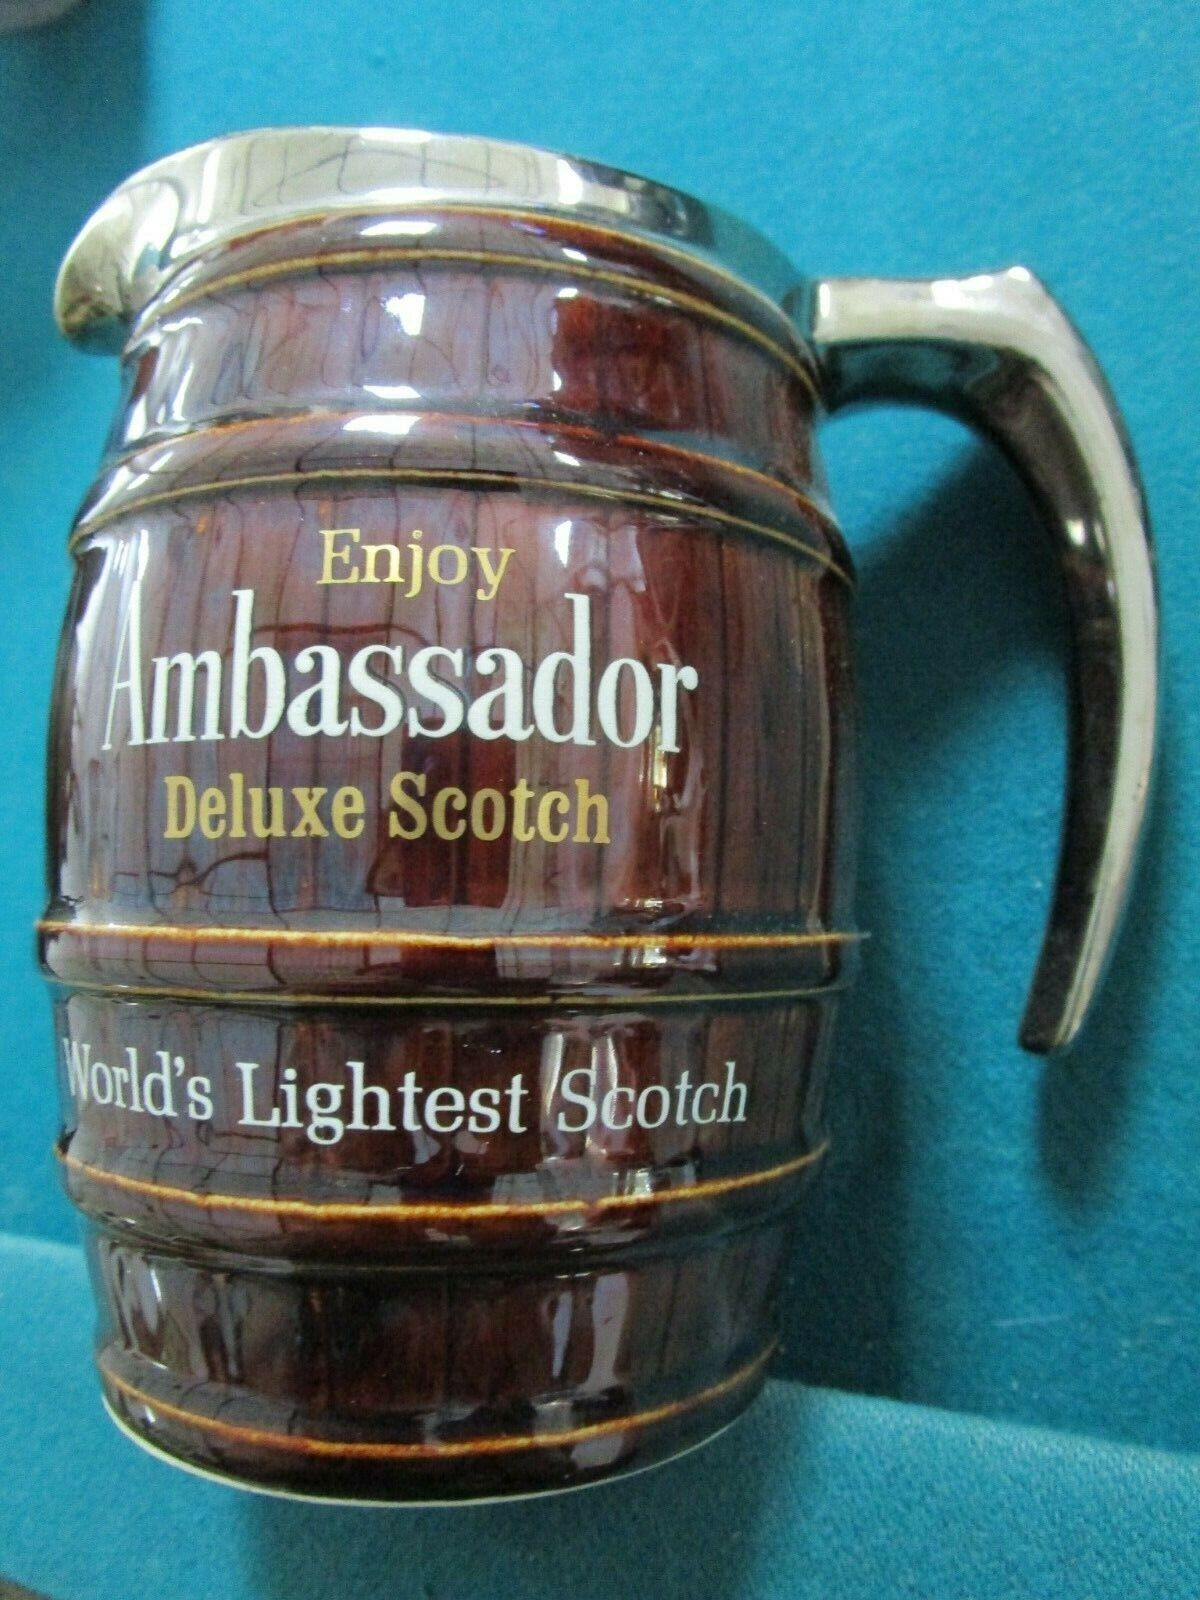 Enjoy
Ambassador
Deluxe Scotch
World's Lightest Scotch